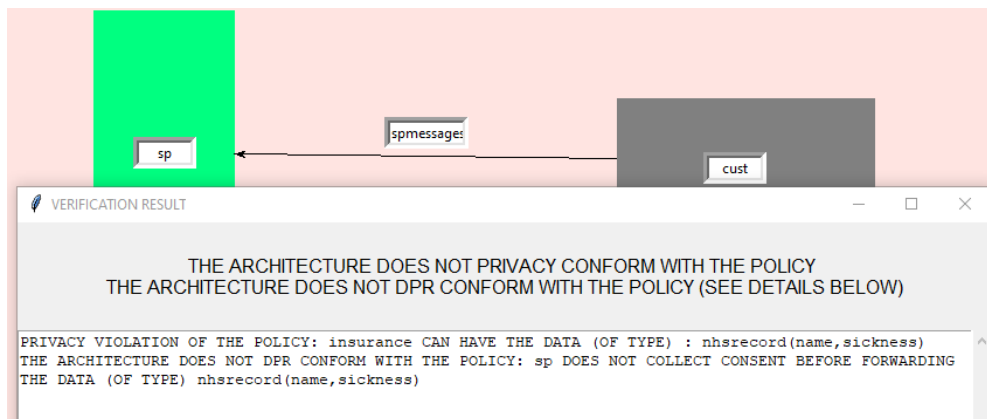 spmessages
sp
cust
VERIFICATION RESULT
THE ARCHITECTURE DOES NOT PRIVACY CONFORM WITH THE POLICY
THE ARCHITECTURE DOES NOT DPR CONFORM WITH THE POLICY (SEE DETAILS BELOW)
PRIVACY VIOLATION OF THE POLICY: insurance CAN HAVE THE DATA (OF TYPE) : nhsrecord(name,sickness)
THE ARCHITECTURE DOES NOT DPR CONFORM WITH THE POLICY: sp DOES NOT COLLECT CONSENT BEFORE FORWARDING
THE DATA (OF TYPE) nhsrecord(name,sickness)